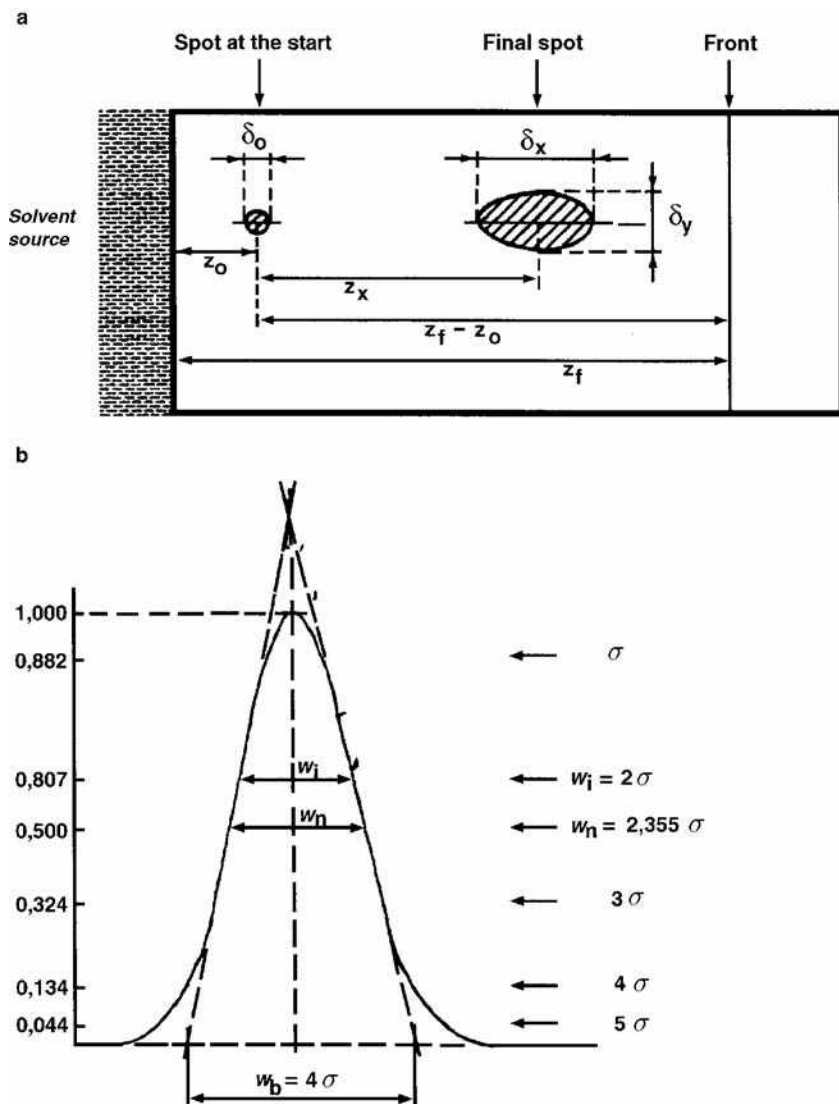 a
Spot at the start Final spot Front
δo δx
δy
Solvent
source
zo
zx
zf – zo
zf
b
1,000
0,882 σ
0,807 wi wi = 2 σ
0,500 wn wn = 2,355 σ
0,324 3 σ
0,134 4 σ
0,044 5 σ
wb = 4 σ